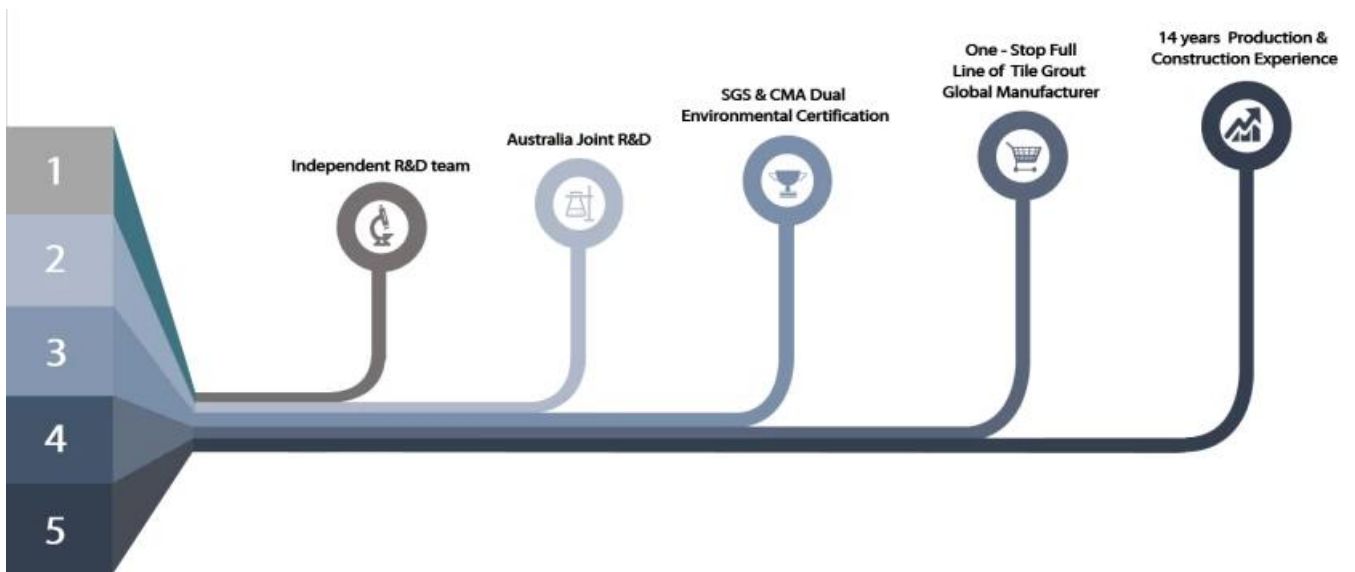 1
2
3
4
5
Independent R&D team
Australia Joint R&D
SGS & CMA Dual
Environmental Certification
One - Stop Full
Line of Tile Grout
Global Manufacturer
14 years Production &
Construction Experience